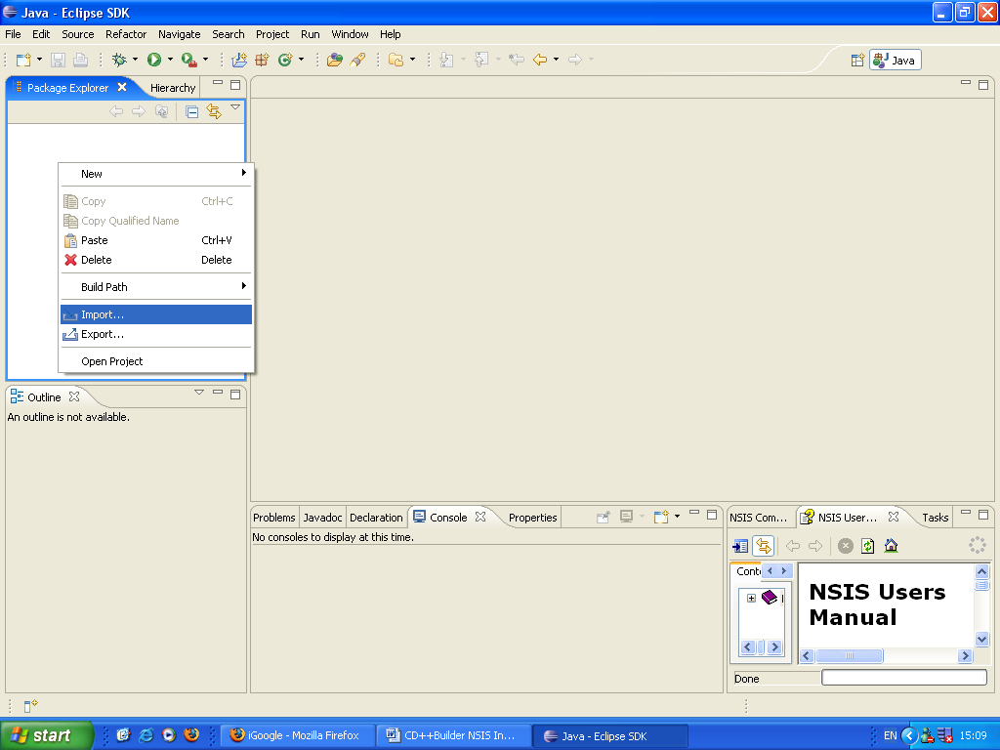 Java - Eclipse SDK
File Edit Source Refactor Navigate Search Project Run Window Help
Java
Package Explorer
Hierarchy
New
Copy Ctrl+C
Copy Qualified Name
Paste Ctrl+V
Delete Delete
Build Path
Import...
Export...
Open Project
Outline
An outline is not available.
Problems Javadoc Declaration Console Properties
No consoles to display at this time.
NSIS Com... NSIS User... Tasks
Conte
NSIS Users
Manual
Done
start
iGoogle - Mozilla Firefox
CD++Builder NSIS In...
Java - Eclipse SDK
EN
15:09